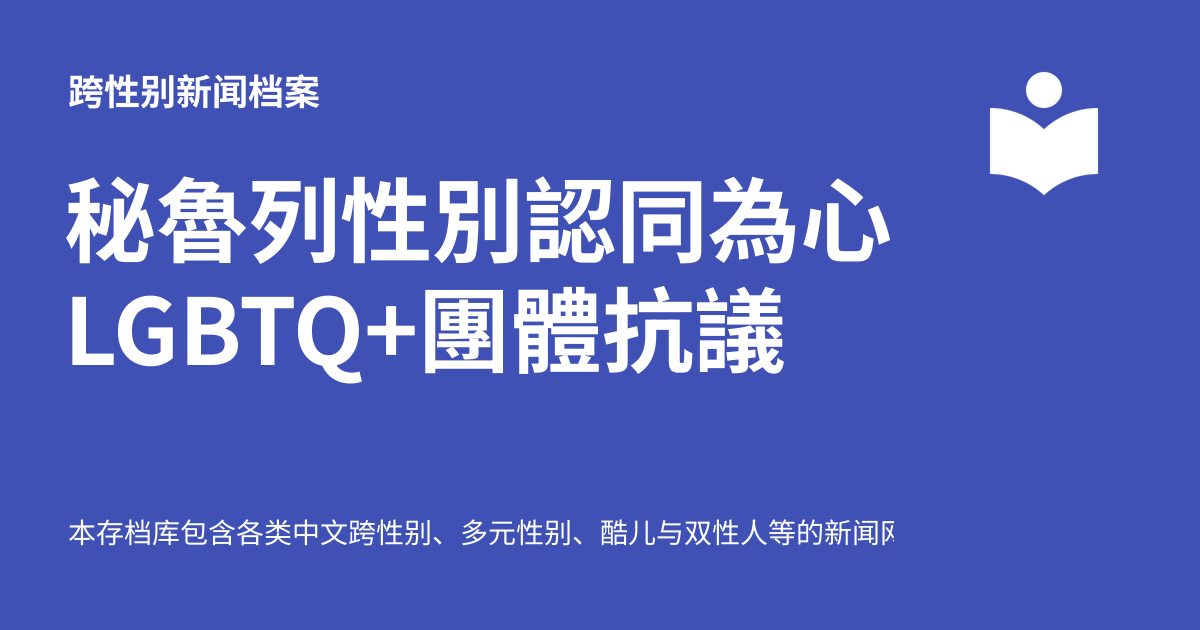 跨性别新闻档案
秘魯列性別認同為心
LGBTQ+團體抗議
本存档库包含各类中文跨性别、多元性别、酷儿与双性人等的新闻